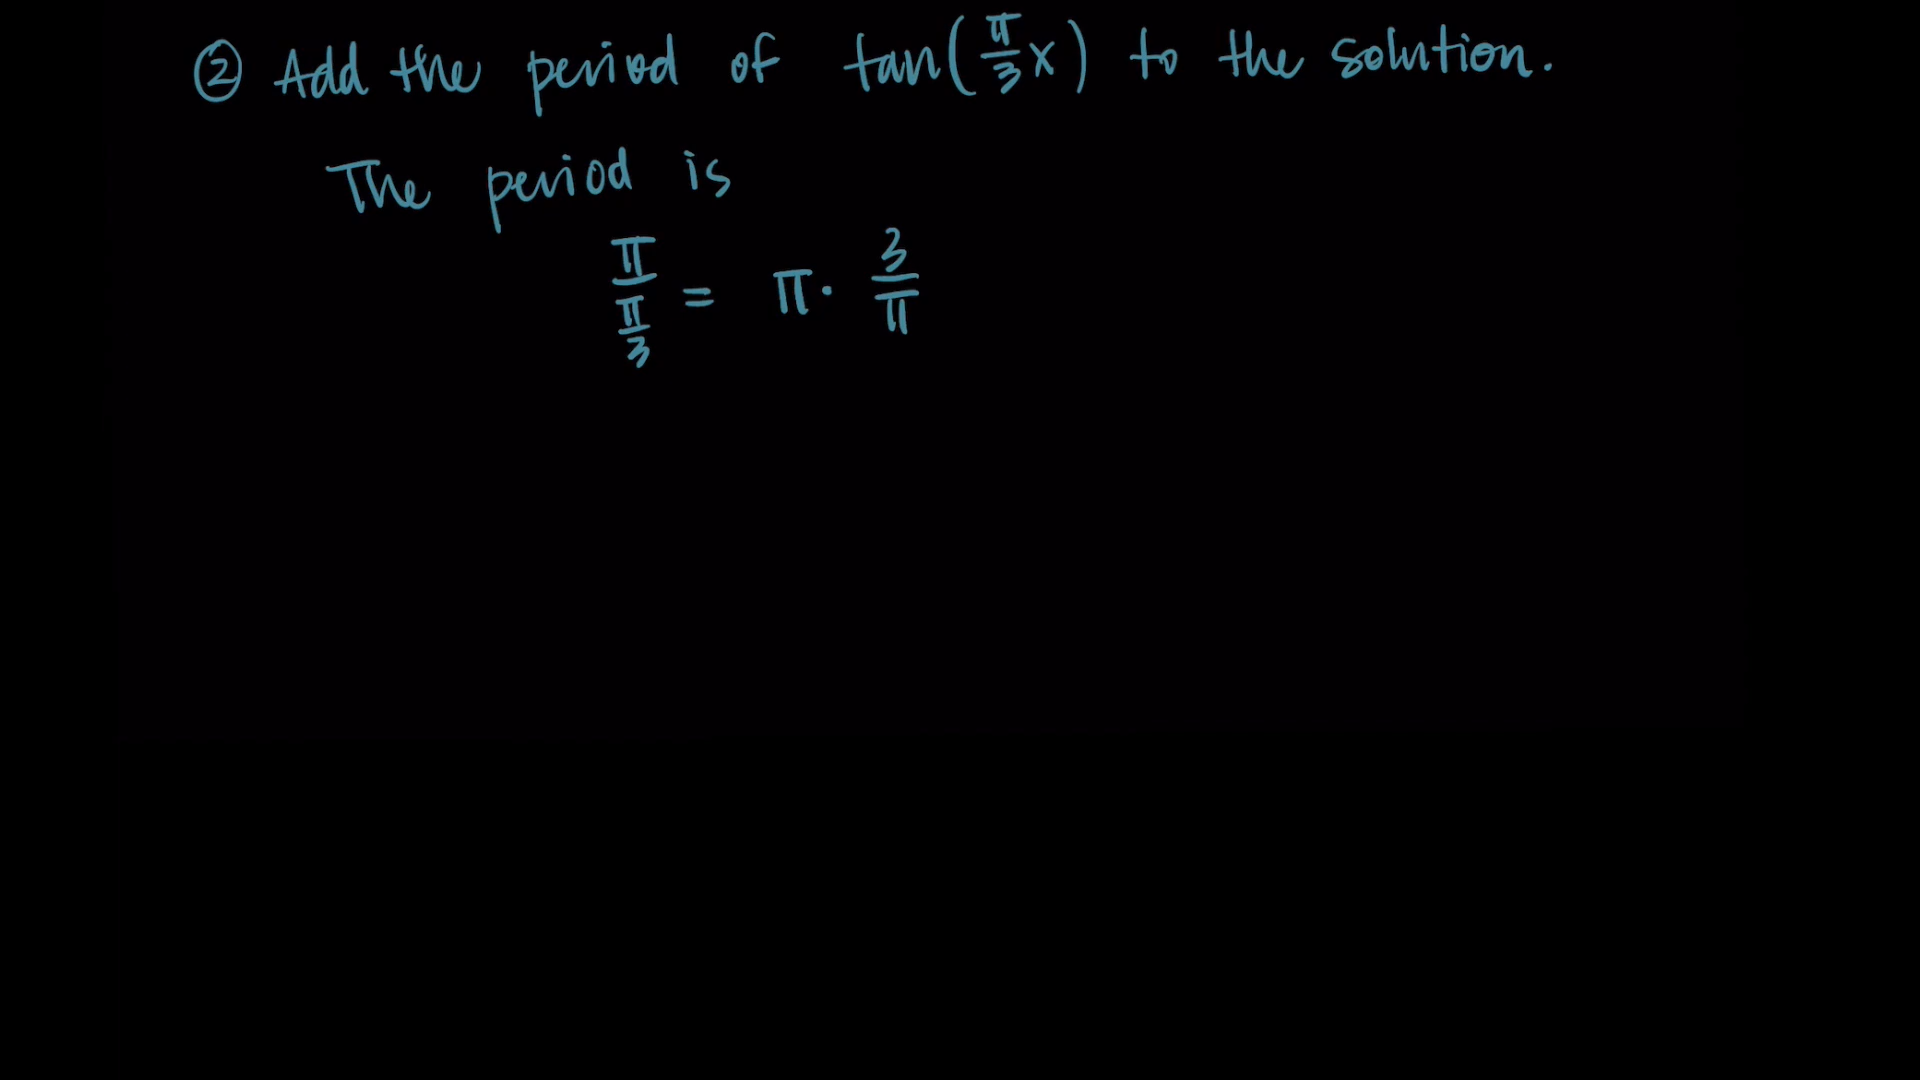 ② Add the period of tan(π/3 x) to the solution.
The period is
π/(π/3) = π · 3/π